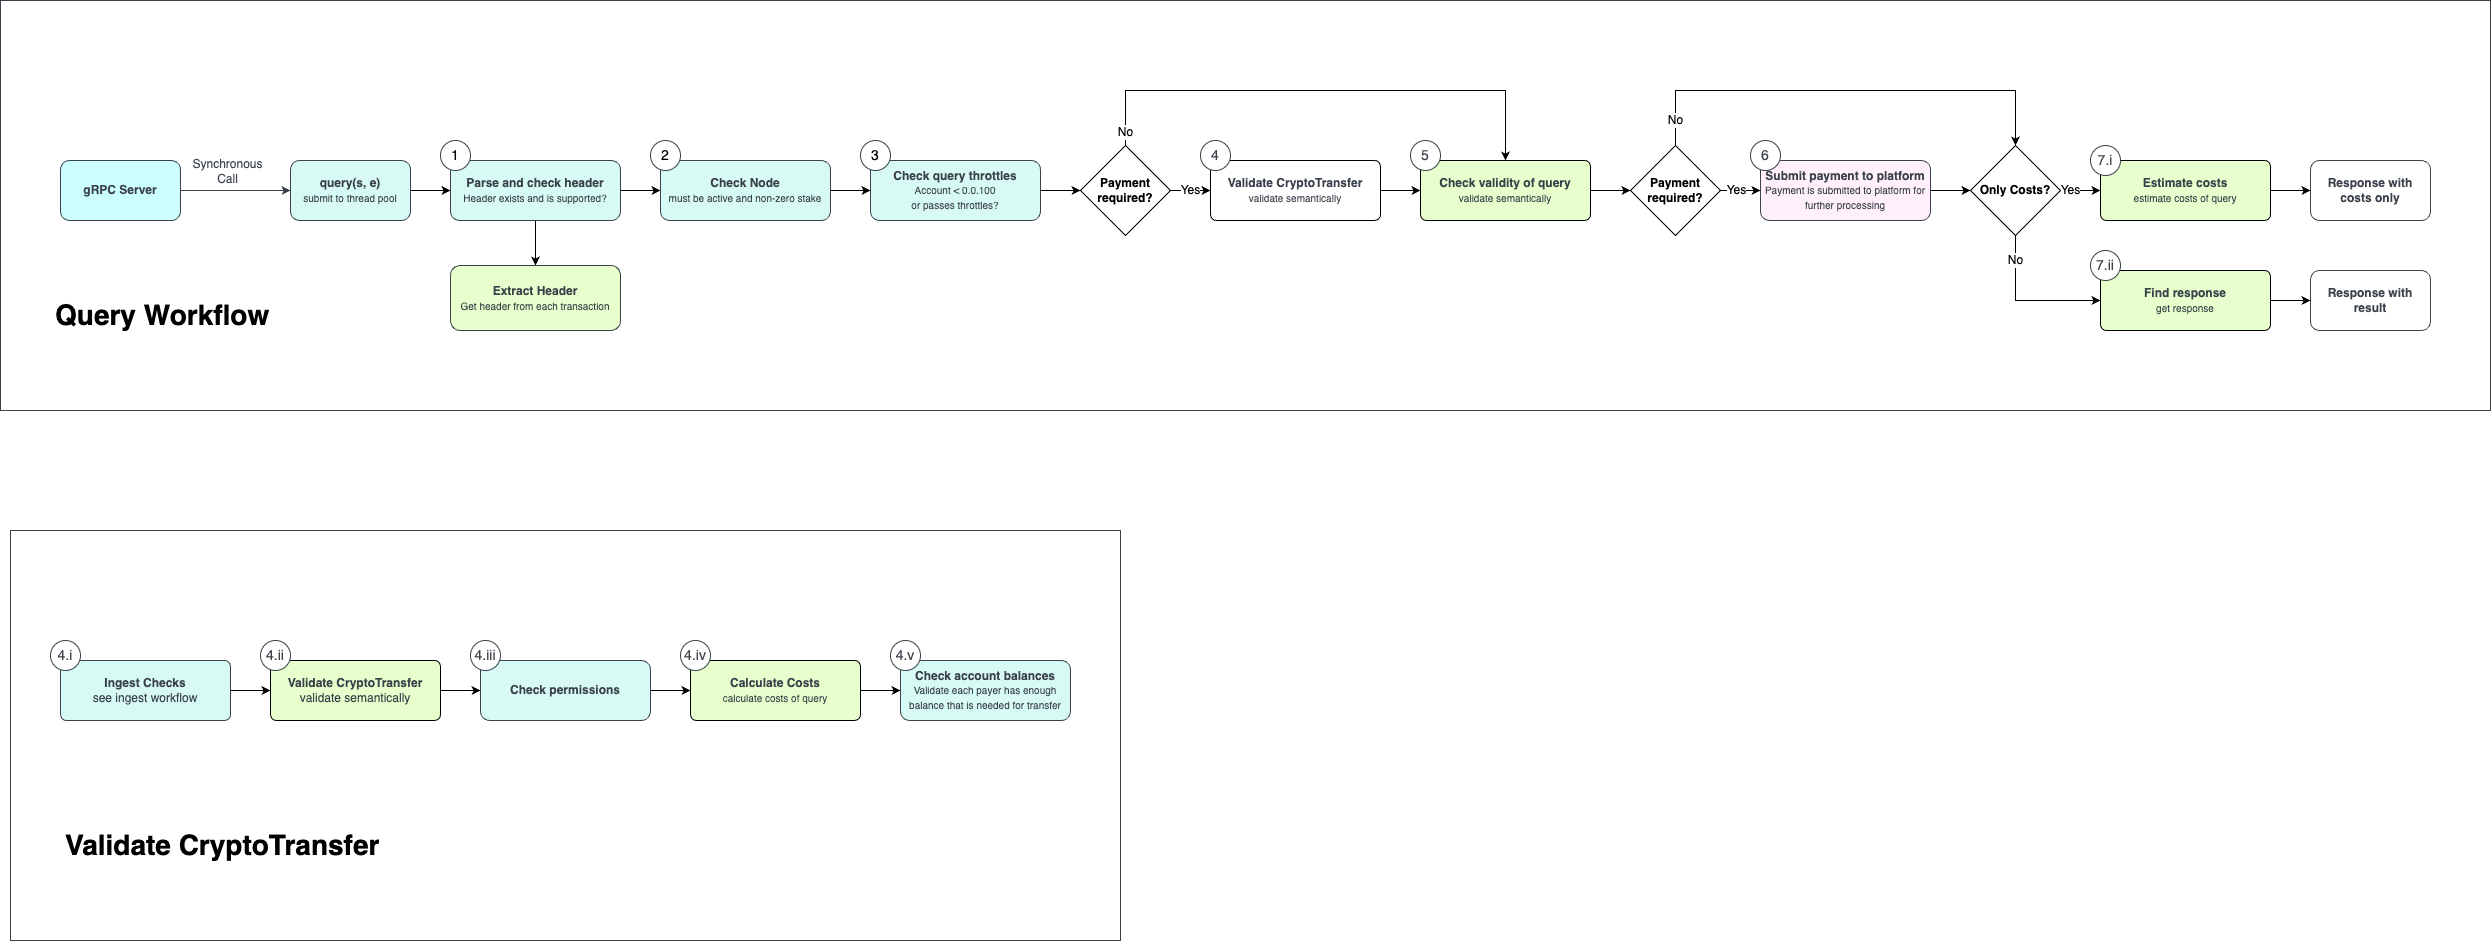 gRPC Server
Synchronous
Call
query(s, e)
submit to thread pool
1
Parse and check header
Header exists and is supported?
Extract Header
Get header from each transaction
2
Check Node
must be active and non-zero stake
3
Check query throttles
Account < 0.0.100
or passes throttles?
Payment
required?
No
Yes
4
Validate CryptoTransfer
validate semantically
5
Check validity of query
validate semantically
Payment
required?
No
Yes
6
Submit payment to platform
Payment is submitted to platform for
further processing
Only Costs?
Yes
No
7.i
Estimate costs
estimate costs of query
Response with
costs only
7.ii
Find response
get response
Response with
result
Query Workflow
4.i
Ingest Checks
see ingest workflow
4.ii
Validate CryptoTransfer
validate semantically
4.iii
Check permissions
4.iv
Calculate Costs
calculate costs of query
4.v
Check account balances
Validate each payer has enough
balance that is needed for transfer
Validate CryptoTransfer